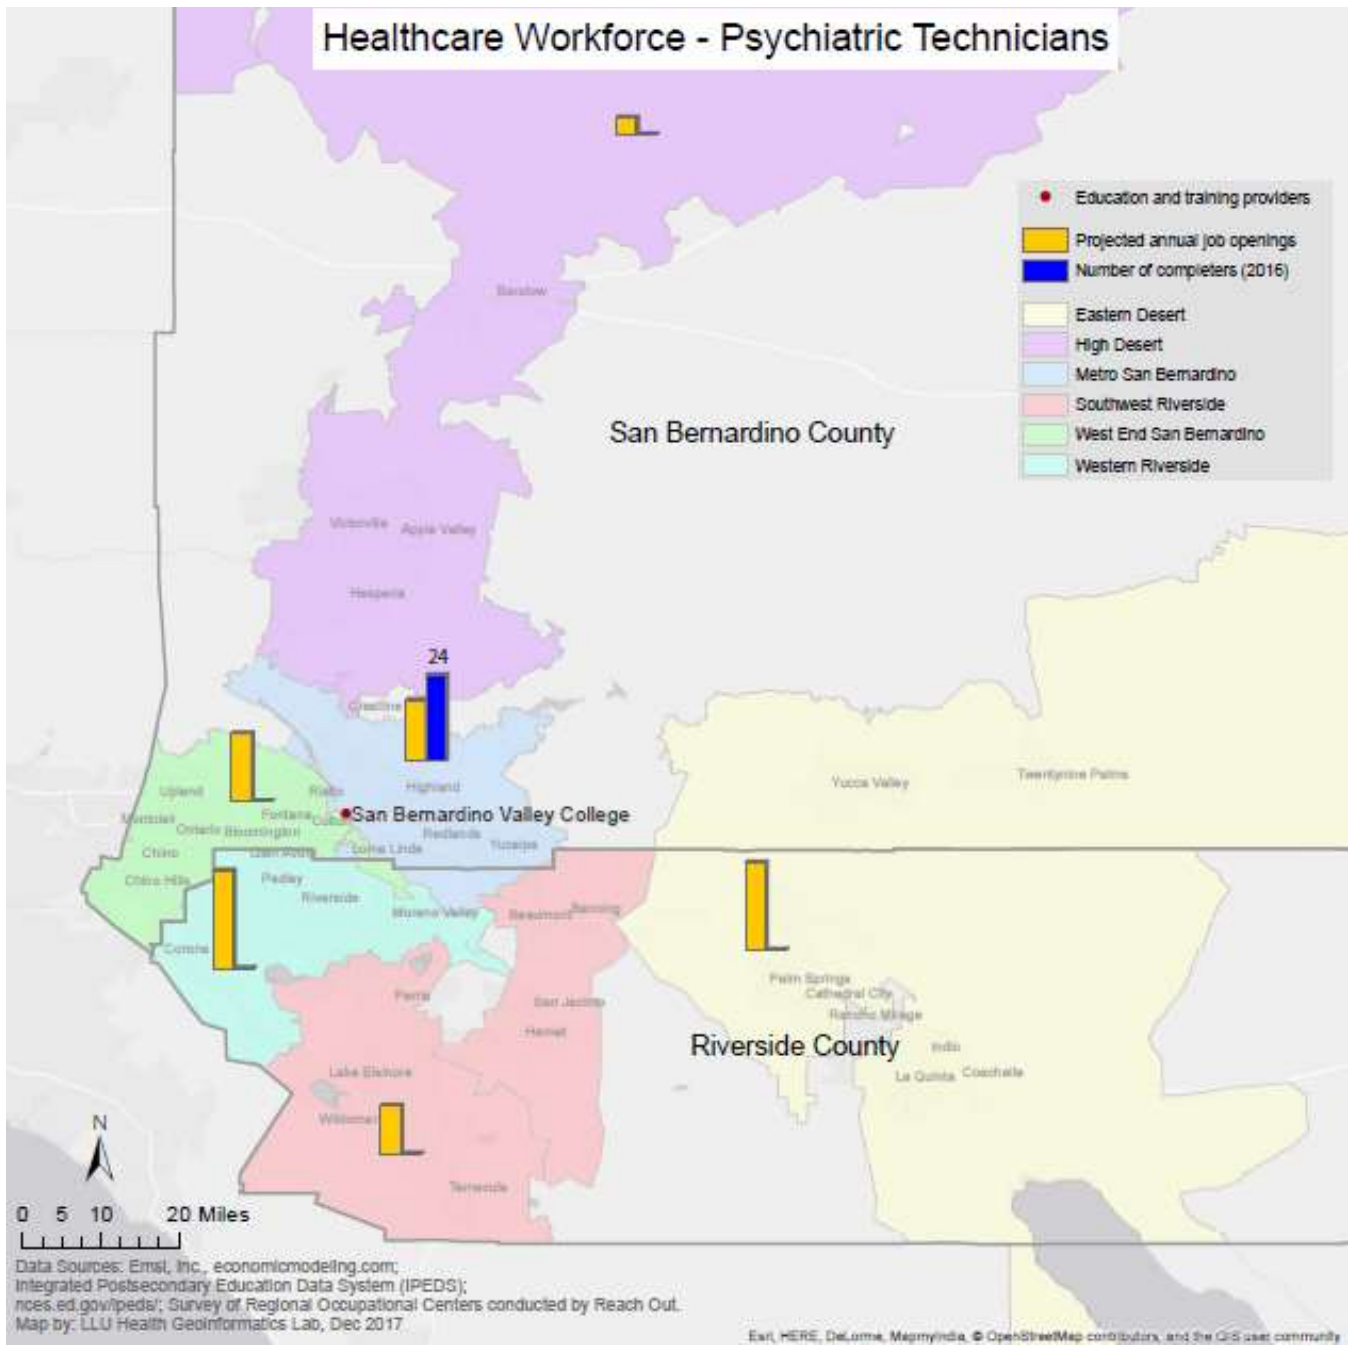 Healthcare Workforce - Psychiatric Technicians
Education and training providers
Projected annual job openings
Number of completers (2016)
Eastern Desert
High Desert
Metro San Bernardino
Southwest Riverside
West End San Bernardino
Western Riverside
Barstow
San Bernardino County
Victorville
Apple Valley
Hesperia
24
Crestline
Highland
Yucca Valley
Twentynine Palms
Upland
Rialto
Montclair
Fontana
San Bernardino Valley College
Ontario
Bloomington
Redlands
Chino
Loma Linda
Yucaipa
Chino Hills
Pedley
Riverside
Moreno Valley
Beaumont
Banning
Corona
Palm Springs
Cathedral City
Rancho Mirage
Perris
San Jacinto
Hemet
Riverside County
Indio
La Quinta
Coachella
Lake Elsinore
Wildomar
Temecula
N
0 5 10 20 Miles
Data Sources: Emsi, Inc., economicmodeling.com;
Integrated Postsecondary Education Data System (IPEDS);
nces.ed.gov/ipeds/; Survey of Regional Occupational Centers conducted by Reach Out.
Map by: LLU Health Geoinformatics Lab, Dec 2017
Esri, HERE, DeLorme, MapmyIndia, © OpenStreetMap contributors, and the GIS user community